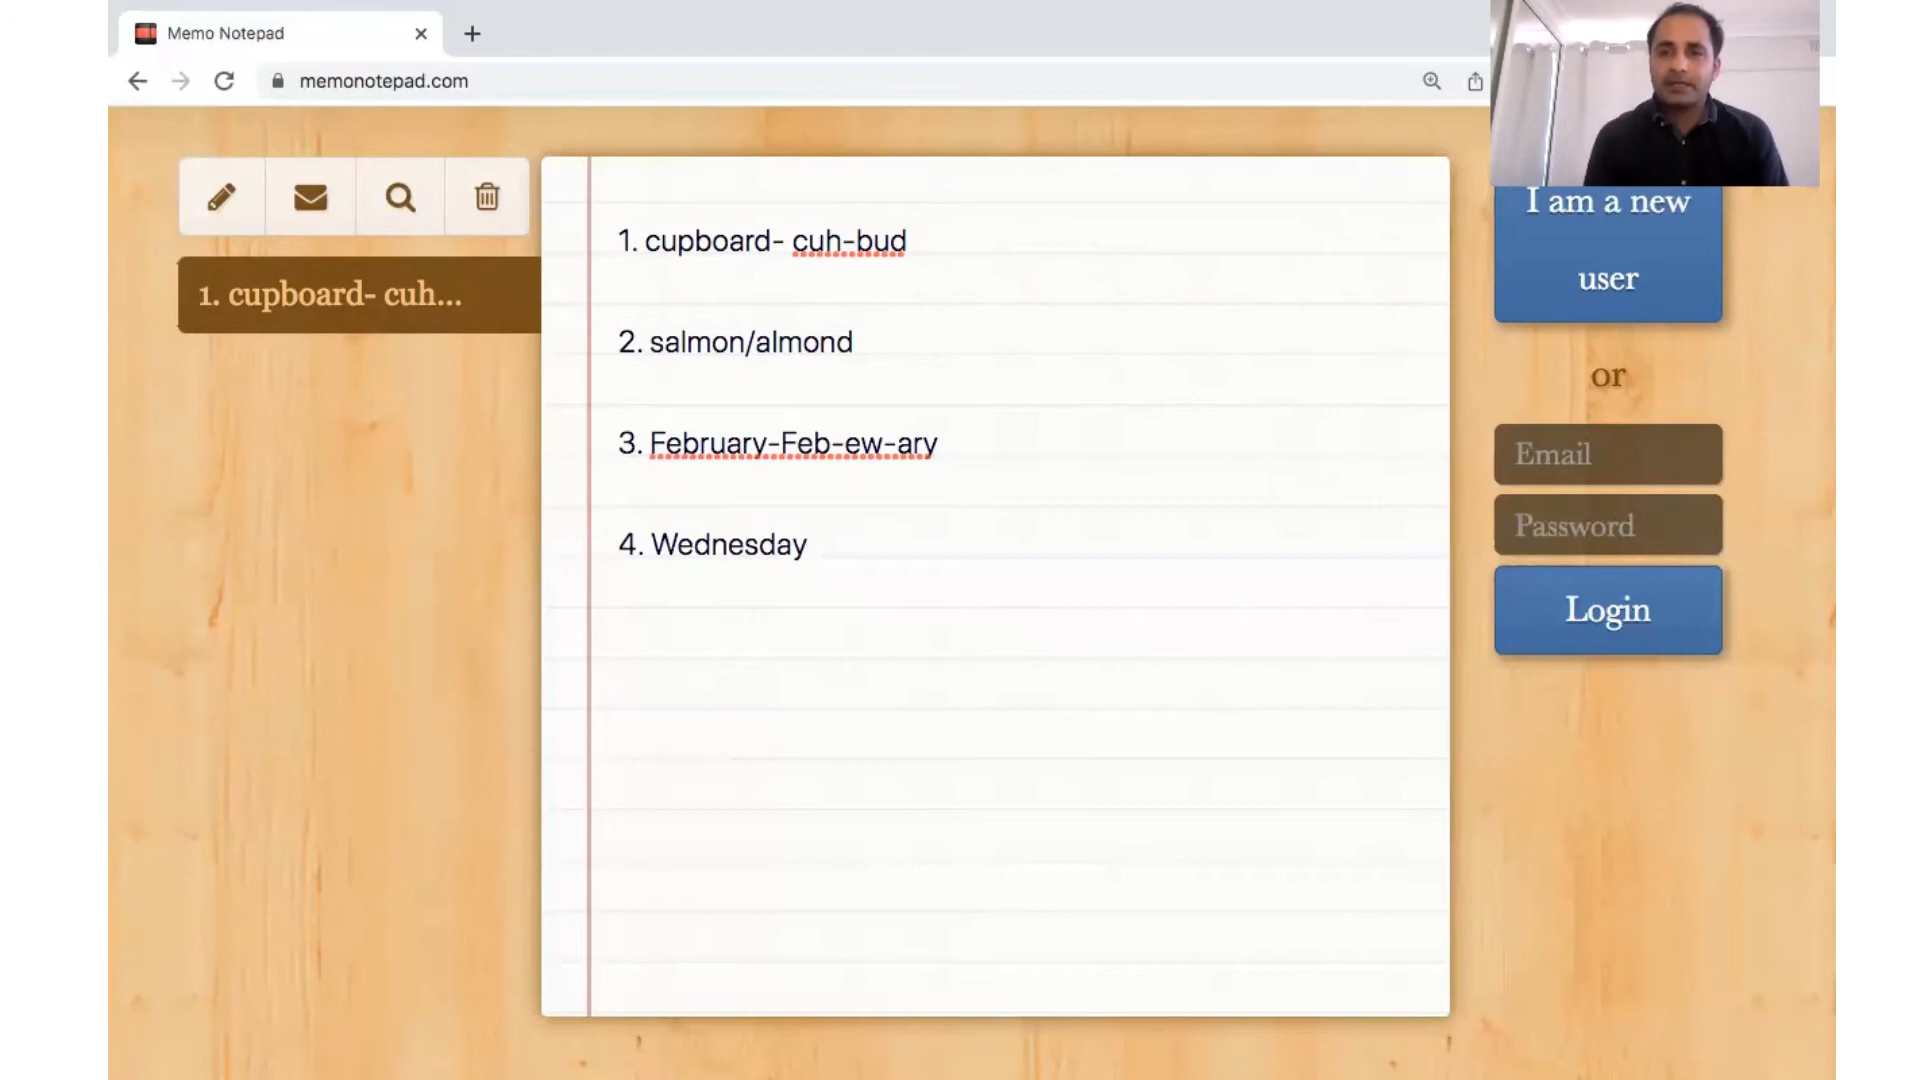 Memo Notepad
memonotepad.com
1. cupboard- cuh...
1. cupboard- cuh-bud
2. salmon/almond
3. February-Feb-ew-ary
4. Wednesday
I am a new
user
or
Email
Password
Login